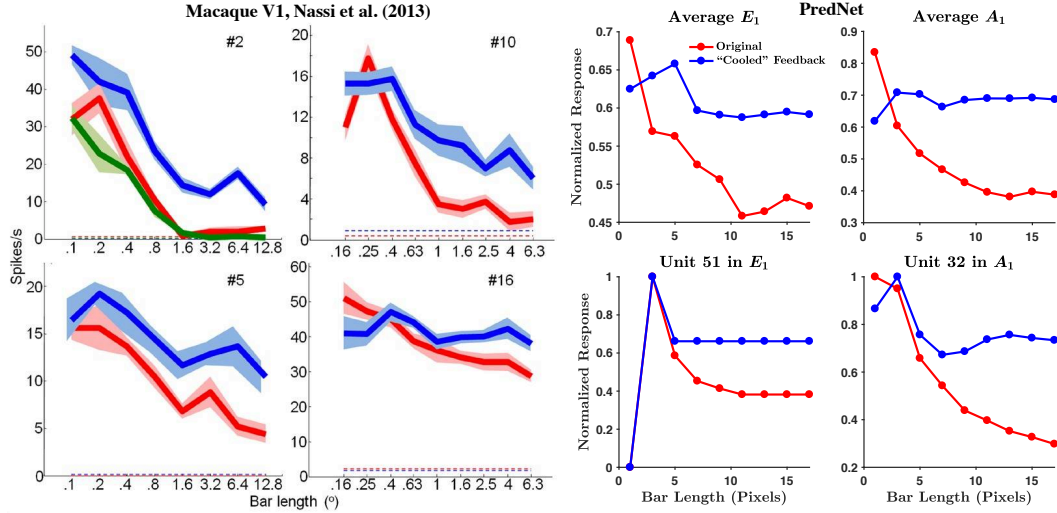 Macaque V1, Nassi et al. (2013)
PredNet
#2
50
40
30
20
10
0
.1 .2 .4 .8 1.6 3.2 6.4 12.8
#10
20
16
12
8
4
0
.16 .25 .4 .63 1 1.6 2.5 4 6.3
Spikes/s
#5
20
15
10
5
0
.1 .2 .4 .8 1.6 3.2 6.4 12.8
#16
60
50
40
30
20
10
0
.16 .25 .4 .63 1 1.6 2.5 4 6.3
Bar length (º)
Average E1
Original
"Cooled" Feedback
Normalized Response
0.7
0.65
0.6
0.55
0.5
0.45
0 5 10 15
Average A1
0.9
0.8
0.7
0.6
0.5
0.4
0.3
0 5 10 15
Unit 51 in E1
Normalized Response
1
0.8
0.6
0.4
0.2
0
0 5 10 15
Bar Length (Pixels)
Unit 32 in A1
1
0.8
0.6
0.4
0.2
0 5 10 15
Bar Length (Pixels)